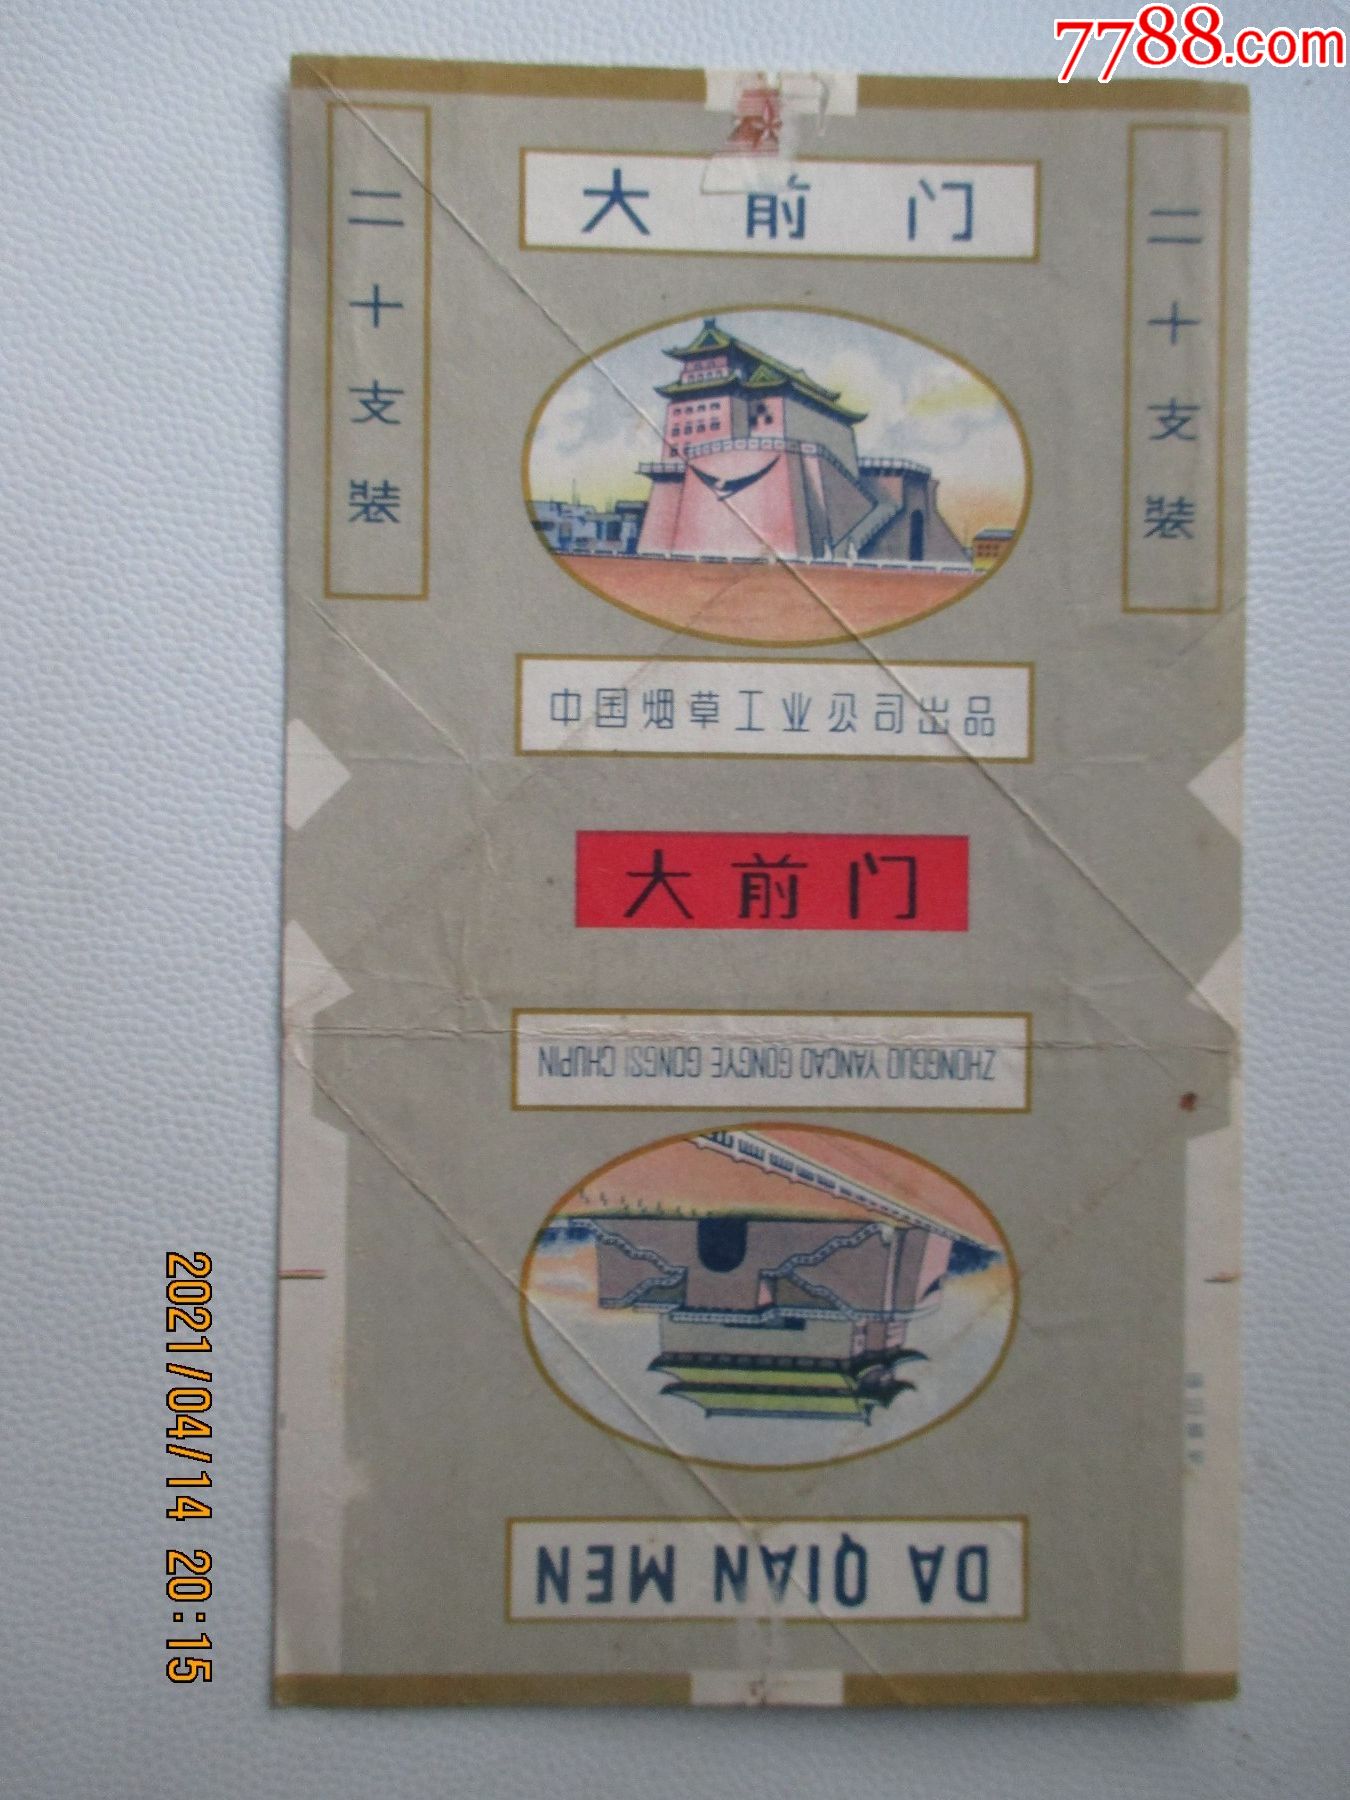 7788.com
大前门
二十支装
二十支装
中国烟草工业公司出品
大前门
ZHONGGUO YANCAO GONGYE GONGSI CHUPIN
DA QIAN MEN
2021/04/14 20:15